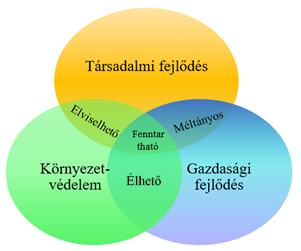 Társadalmi fejlődés
Elviselhető
Méltányos
Fenntar
tható
Környezet-
védelem
Élhető
Gazdasági
fejlődés